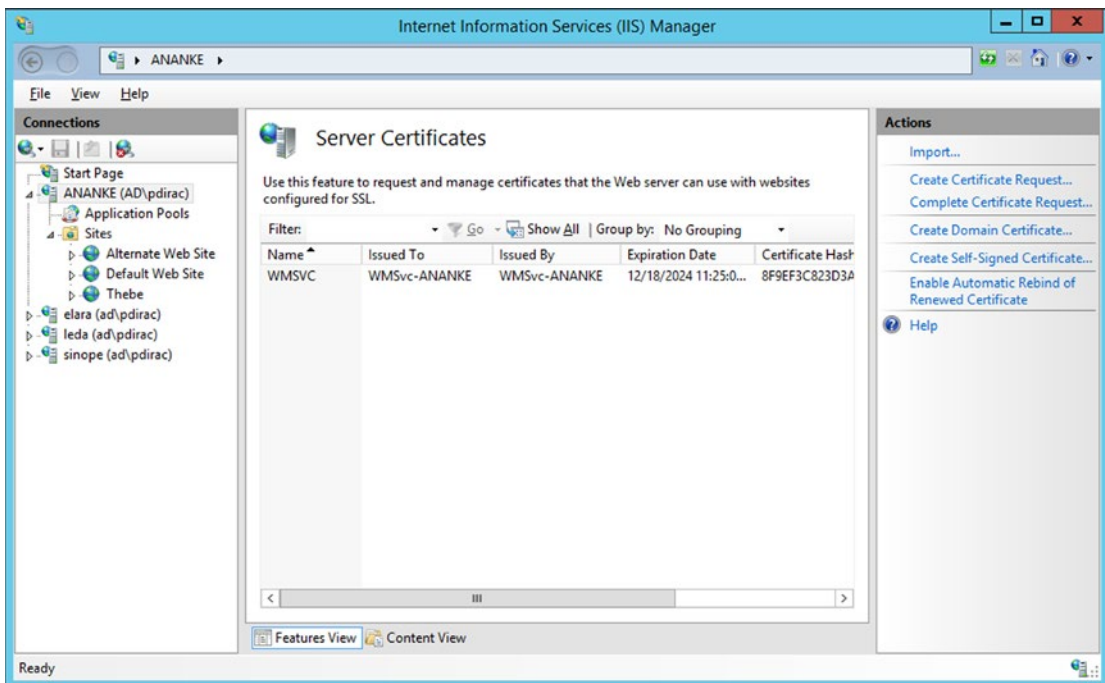 Internet Information Services (IIS) Manager
ANANKE
File View Help
Connections
Start Page
ANANKE (AD\pdirac)
Application Pools
Sites
Alternate Web Site
Default Web Site
Thebe
elara (ad\pdirac)
leda (ad\pdirac)
sinope (ad\pdirac)
Server Certificates
Use this feature to request and manage certificates that the Web server can use with websites
configured for SSL.
Filter: Go Show All Group by: No Grouping
Name Issued To Issued By Expiration Date Certificate Hash
WMSVC WMSvc-ANANKE WMSvc-ANANKE 12/18/2024 11:25:0... 8F9EF3C823D3A
Features View Content View
Actions
Import...
Create Certificate Request...
Complete Certificate Request...
Create Domain Certificate...
Create Self-Signed Certificate...
Enable Automatic Rebind of
Renewed Certificate
Help
Ready